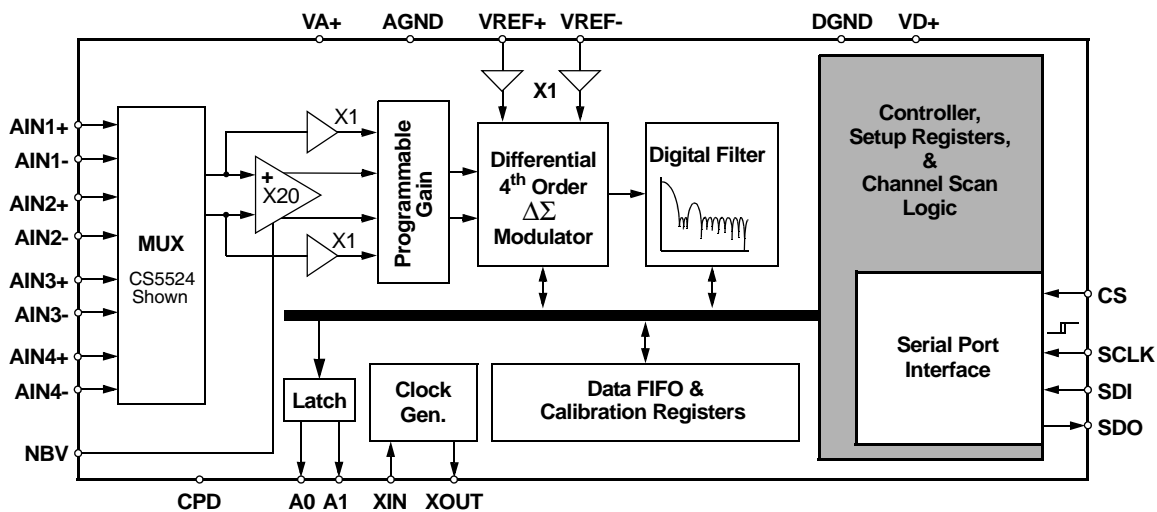 VA+
AGND
VREF+
VREF-
DGND
VD+
X1
AIN1+
AIN1-
AIN2+
AIN2-
AIN3+
AIN3-
AIN4+
AIN4-
NBV
MUX
CS5524
Shown
X1
+
X20
X1
Programmable
Gain
Differential
4th Order
ΔΣ
Modulator
Digital Filter
Controller,
Setup Registers,
&
Channel Scan
Logic
Serial Port
Interface
CS
SCLK
SDI
SDO
Latch
Clock
Gen.
Data FIFO &
Calibration Registers
CPD
A0
A1
XIN
XOUT